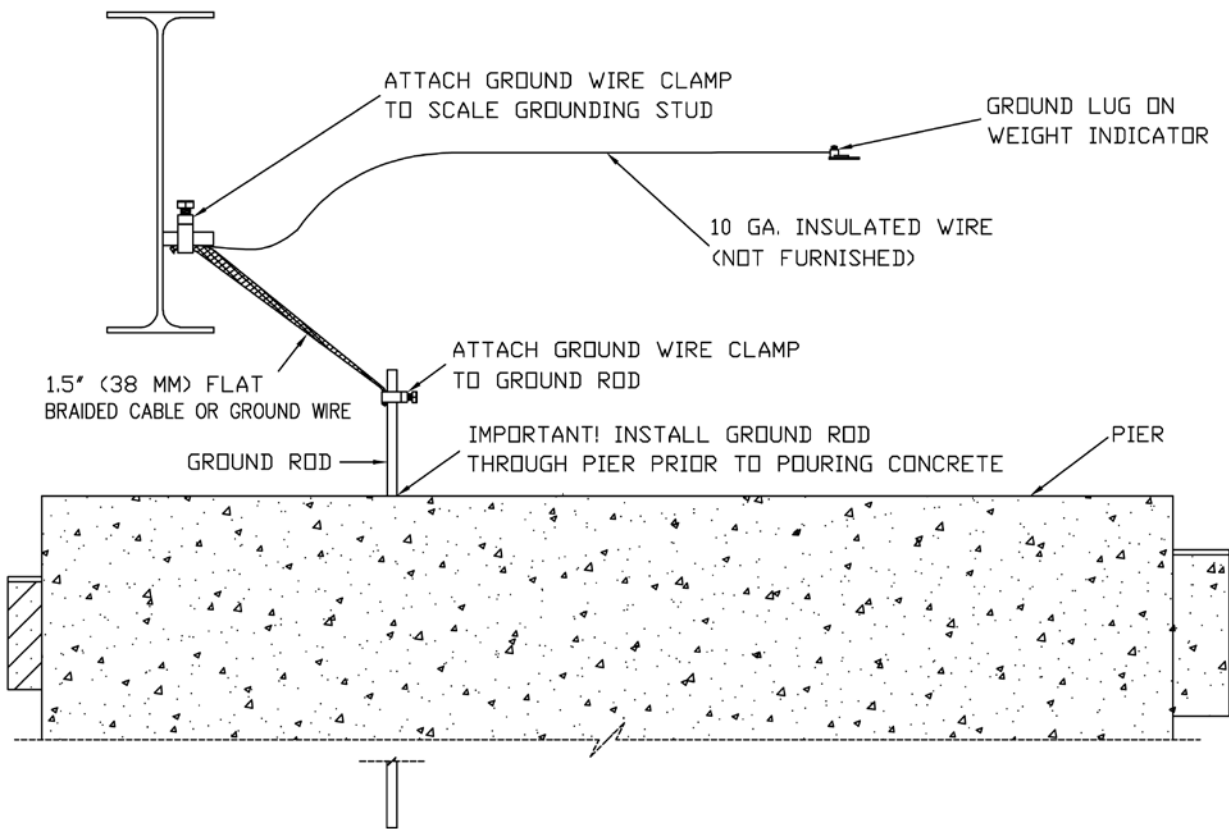 ATTACH GROUND WIRE CLAMP
TO SCALE GROUNDING STUD
GROUND LUG ON
WEIGHT INDICATOR
10 GA. INSULATED WIRE
(NOT FURNISHED)
1.5" (38 MM) FLAT
BRAIDED CABLE OR GROUND WIRE
ATTACH GROUND WIRE CLAMP
TO GROUND ROD
GROUND ROD
IMPORTANT! INSTALL GROUND ROD
THROUGH PIER PRIOR TO POURING CONCRETE
PIER